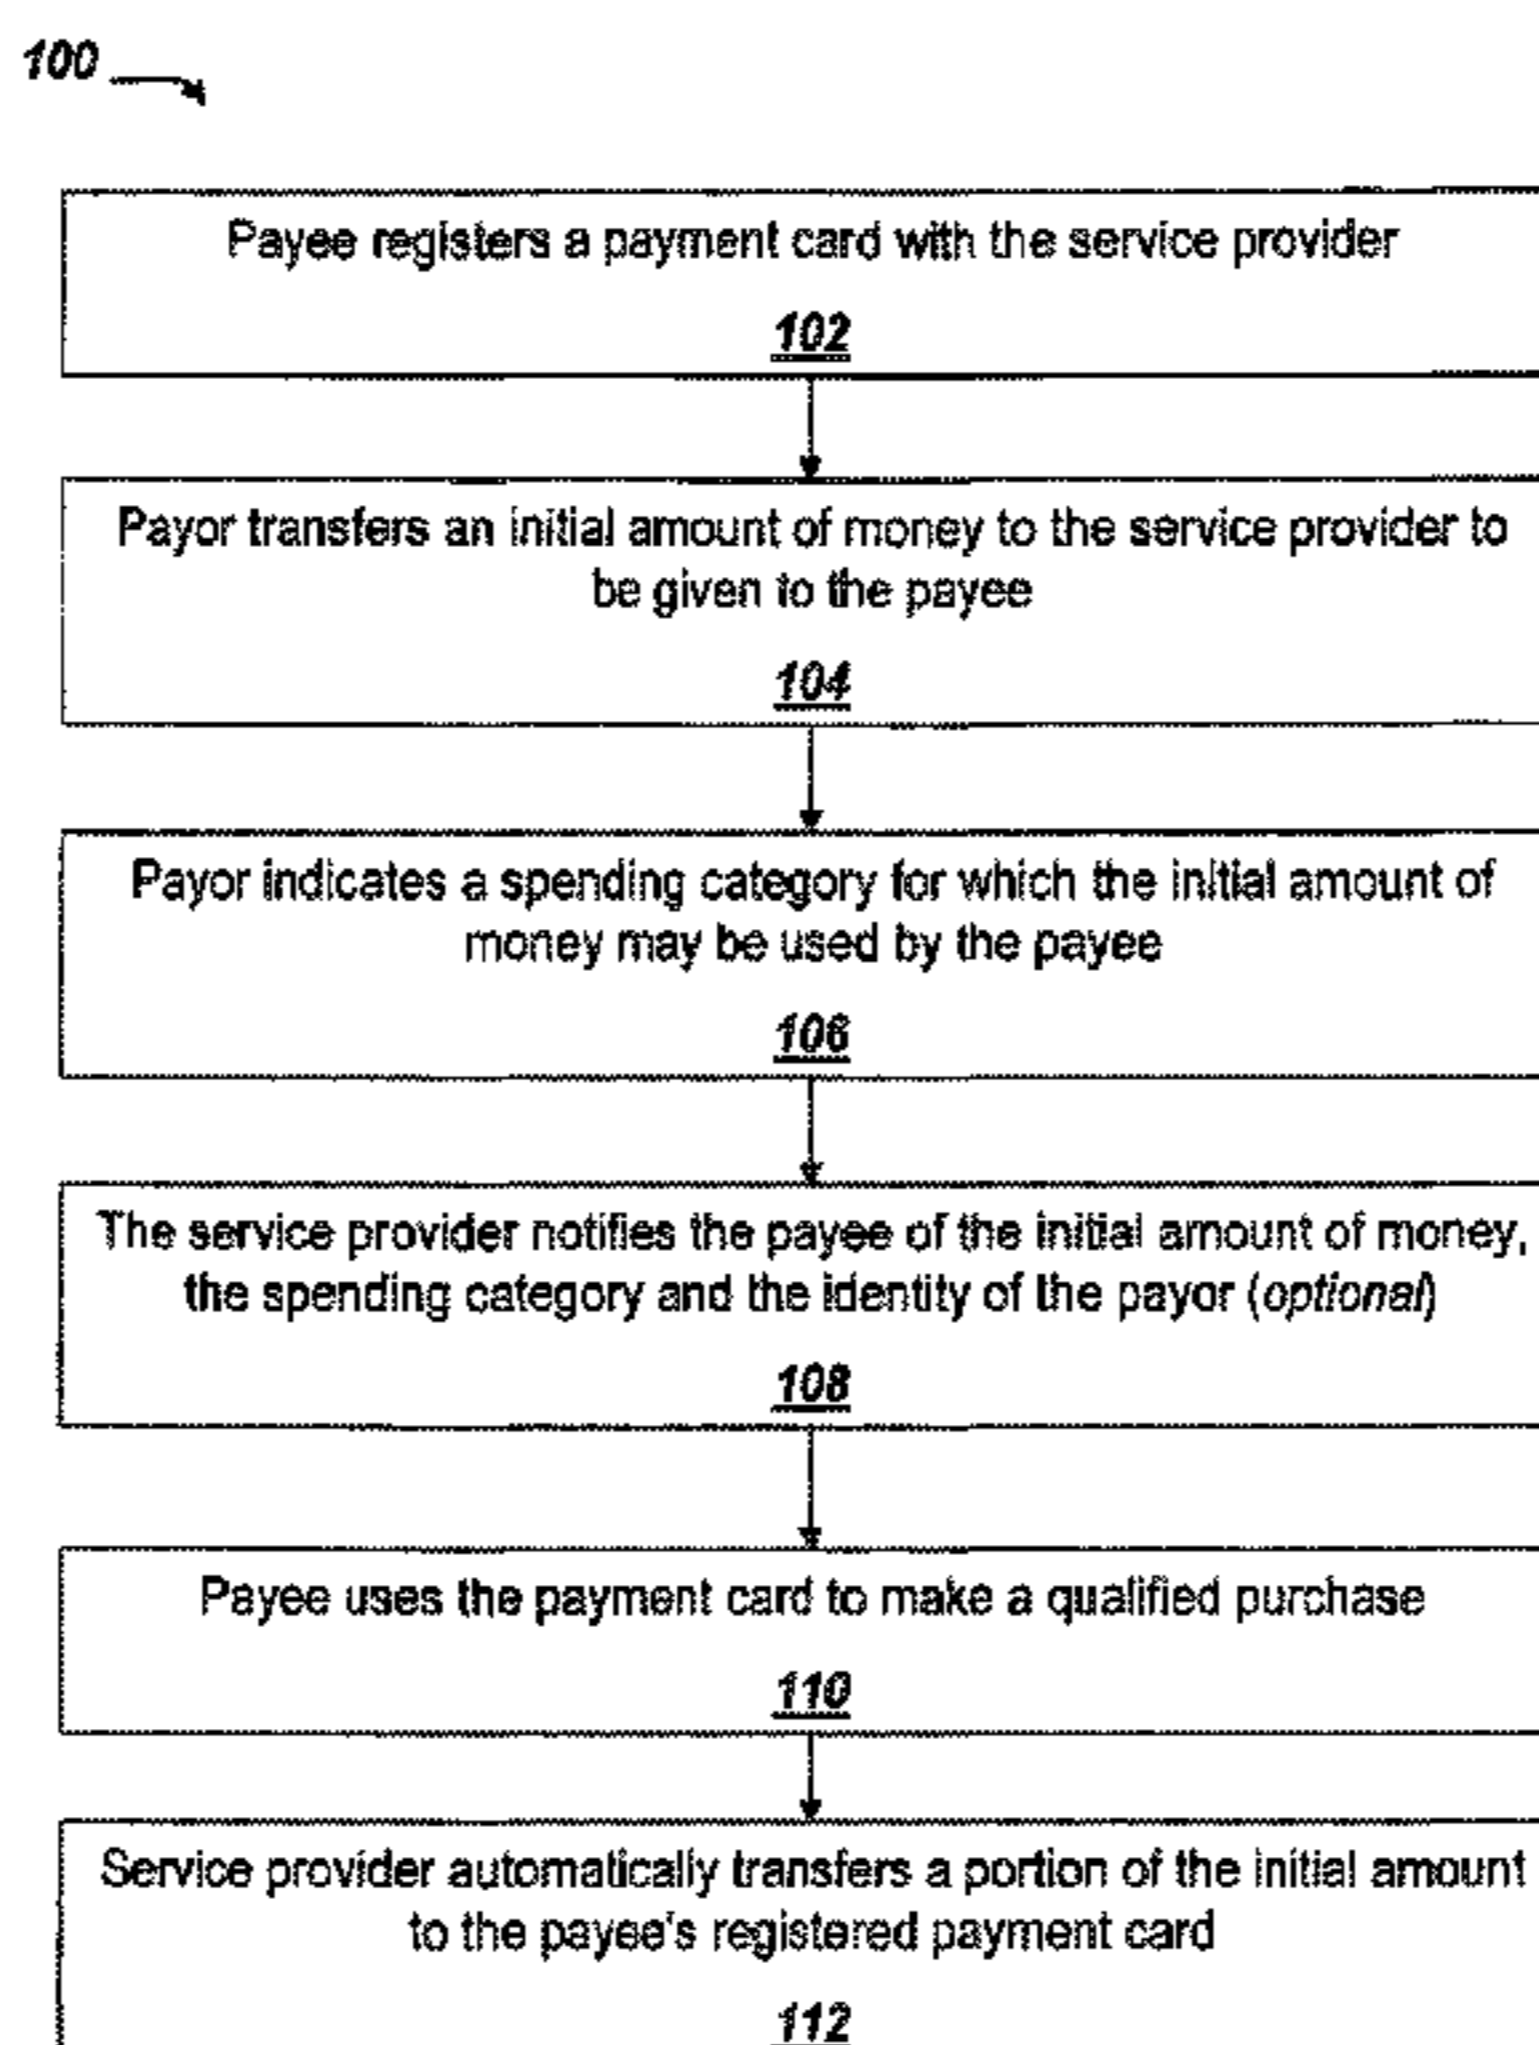 100
Payee registers a payment card with the service provider
102
Payor transfers an initial amount of money to the service provider to
be given to the payee
104
Payor indicates a spending category for which the initial amount of
money may be used by the payee
106
The service provider notifies the payee of the initial amount of money,
the spending category and the identity of the payor (optional)
108
Payee uses the payment card to make a qualified purchase
110
Service provider automatically transfers a portion of the initial amount
to the payee's registered payment card
112